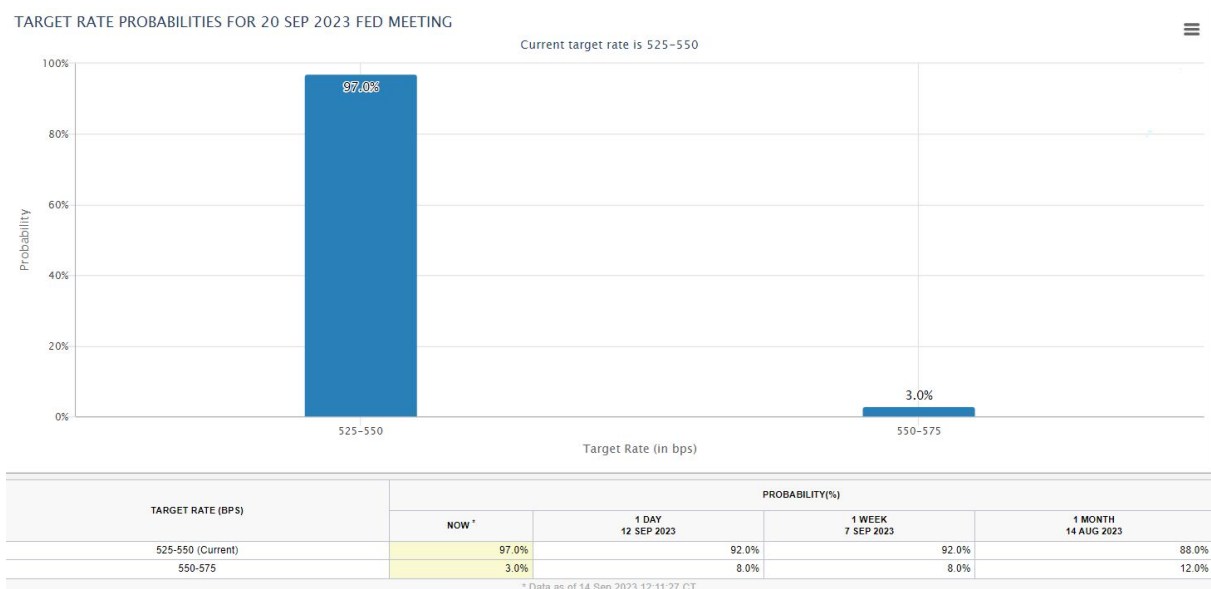 TARGET RATE PROBABILITIES FOR 20 SEP 2023 FED MEETING
Current target rate is 525-550
100%
97.0%
80%
60%
Probability
40%
20%
3.0%
0%
525-550 550-575
Target Rate (in bps)
TARGET RATE (BPS) PROBABILITY(%)
NOW * 1 DAY 12 SEP 2023 1 WEEK 7 SEP 2023 1 MONTH 14 AUG 2023
525-550 (Current) 97.0% 92.0% 92.0% 88.0%
550-575 3.0% 8.0% 8.0% 12.0%
* Data as of 14 Sep 2023 12:11:27 CT